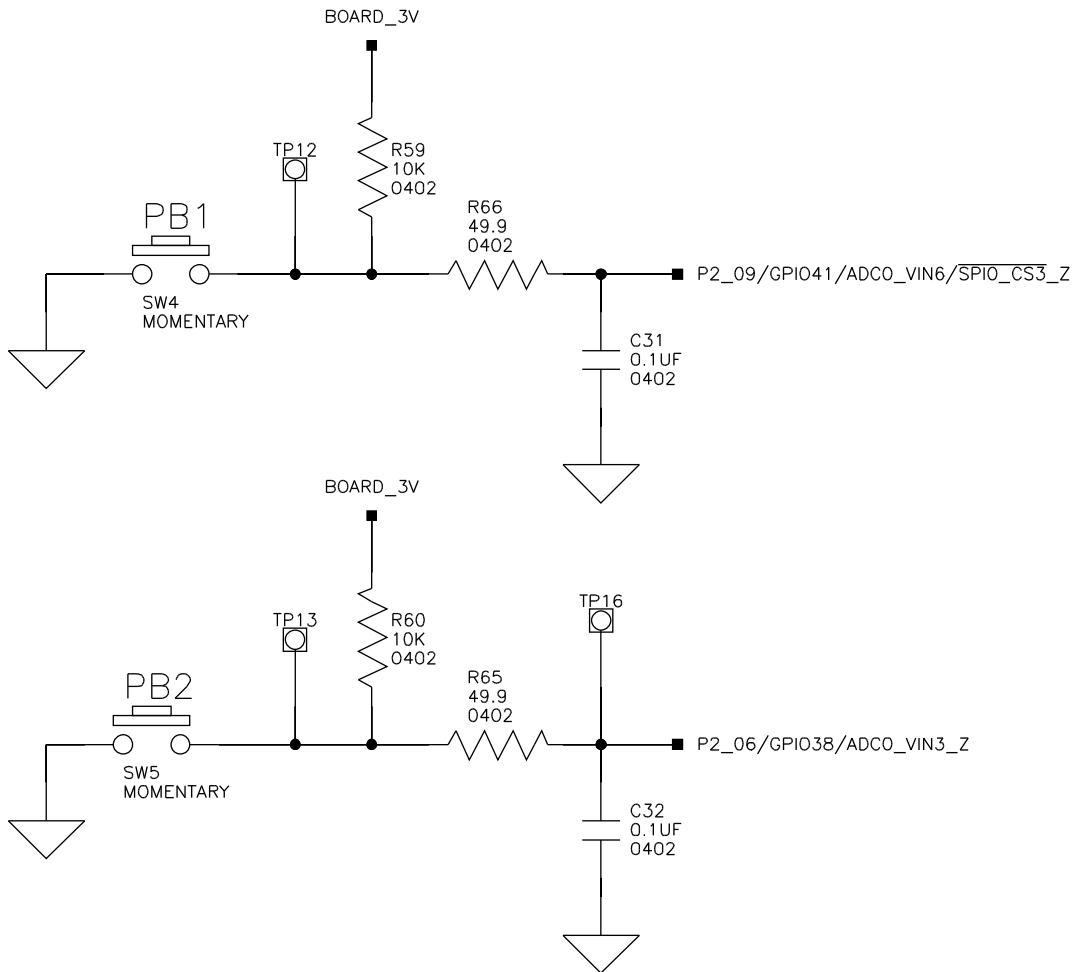 BOARD_3V
TP12
R59
10K
0402
PB1
R66
49.9
0402
P2_09/GPIO41/ADC0_VIN6/SPI0_CS3_Z
SW4
MOMENTARY
C31
0.1UF
0402
BOARD_3V
TP13
R60
10K
0402
TP16
PB2
R65
49.9
0402
P2_06/GPIO38/ADC0_VIN3_Z
SW5
MOMENTARY
C32
0.1UF
0402